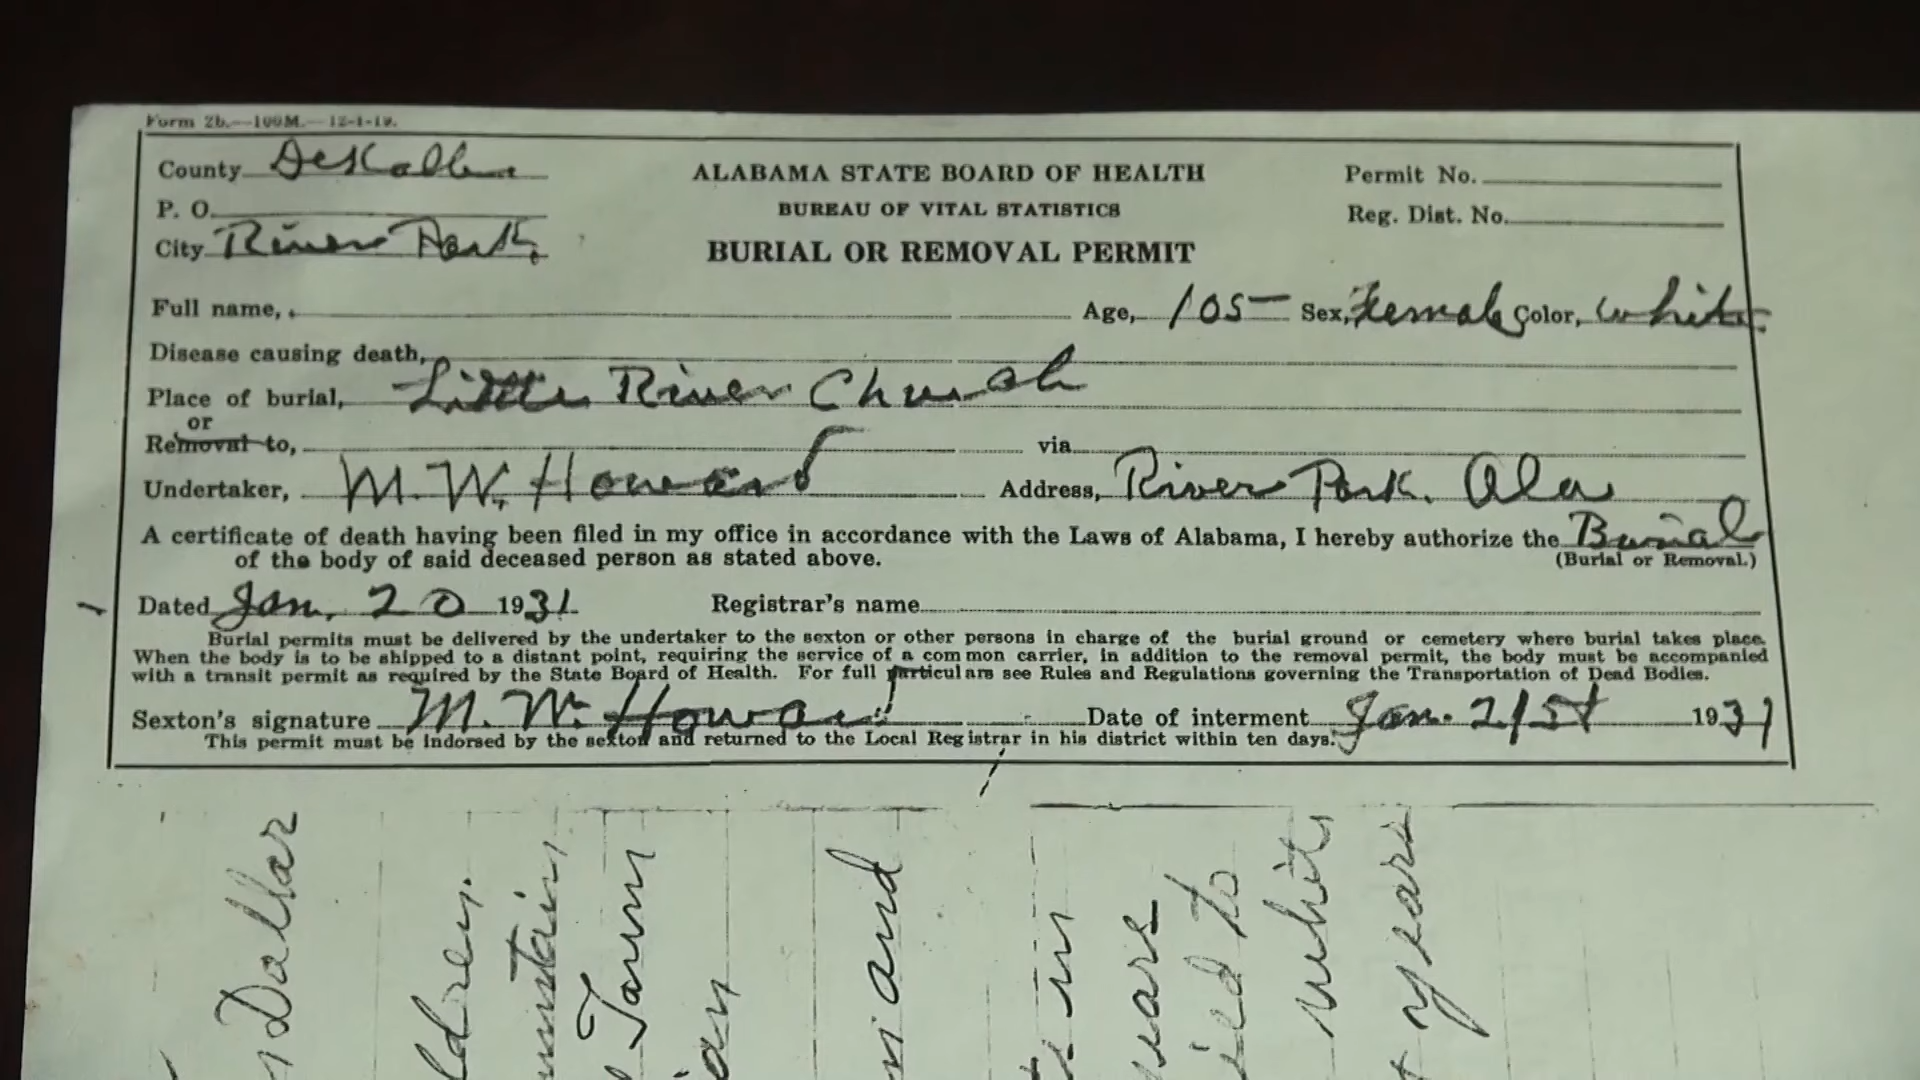 Form 2b.—100M.—12-1-19.
County DeKalb
ALABAMA STATE BOARD OF HEALTH
Permit No.
P. O.
BUREAU OF VITAL STATISTICS
Reg. Dist. No.
City River Park,
BURIAL OR REMOVAL PERMIT
Full name, Age, 105 Sex, Female Color, White
Disease causing death,
Place of burial, Little River Church
or
Removal to, via
Undertaker, M. W. Howard Address, River Park, Ala
A certificate of death having been filed in my office in accordance with the Laws of Alabama, I hereby authorize the Burial
of the body of said deceased person as stated above. (Burial or Removal.)
Dated Jan. 20 1931 Registrar's name
Burial permits must be delivered by the undertaker to the sexton or other persons in charge of the burial ground or cemetery where burial takes place.
When the body is to be shipped to a distant point, requiring the service of a common carrier, in addition to the removal permit, the body must be accompanied
with a transit permit as required by the State Board of Health. For full particulars see Rules and Regulations governing the Transportation of Dead Bodies.
Sexton's signature M. W. Howard Date of interment Jan. 21st 1931
This permit must be indorsed by the sexton and returned to the Local Registrar in his district within ten days.
Dollar
Town
and
in
to
white
years